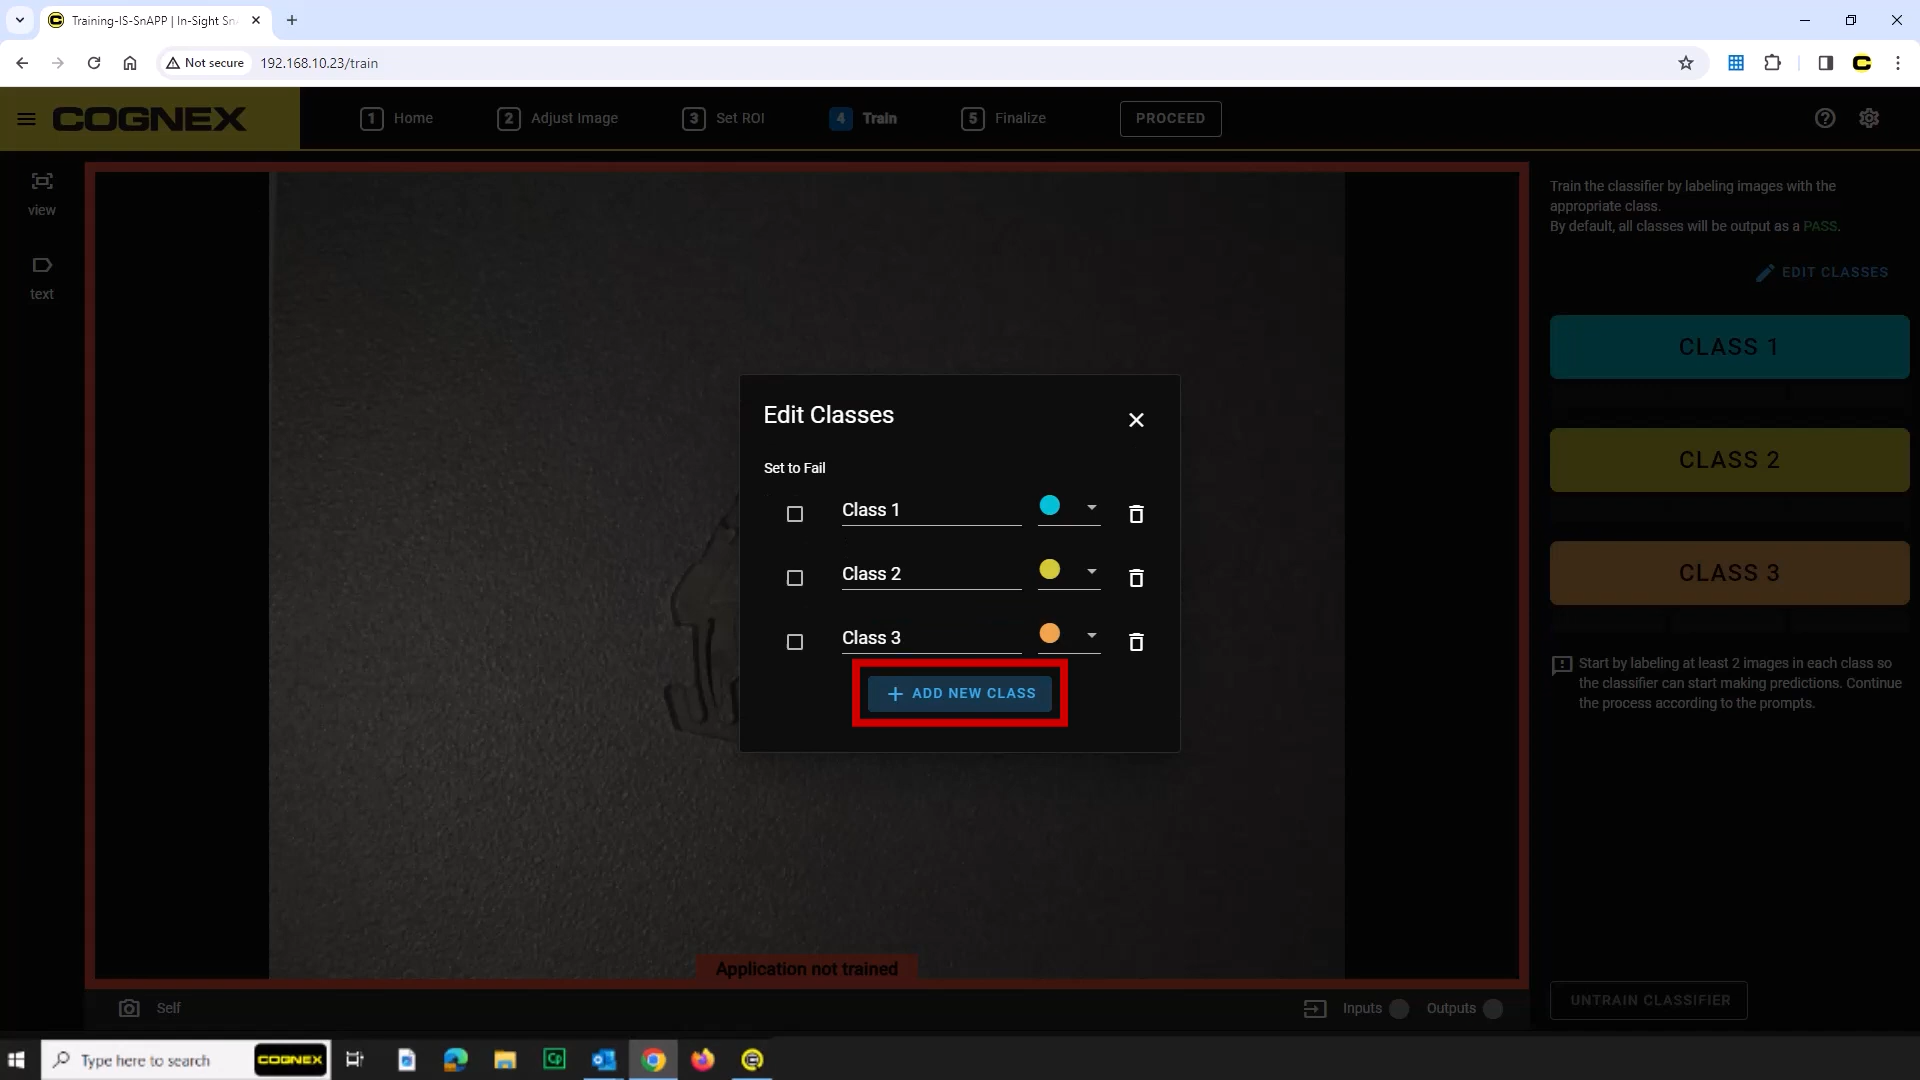 Training-IS-SnAPP | In-Sight Sn
Not secure
192.168.10.23/train
COGNEX
1 Home
2 Adjust Image
3 Set ROI
4 Train
5 Finalize
PROCEED
view
text
Train the classifier by labeling images with the
appropriate class.
By default, all classes will be output as a PASS.
EDIT CLASSES
CLASS 1
CLASS 2
CLASS 3
Start by labeling at least 2 images in each class so
the classifier can start making predictions. Continue
the process according to the prompts.
Edit Classes
Set to Fail
Class 1
Class 2
Class 3
+ ADD NEW CLASS
Application not trained
Self
Inputs
Outputs
UNTRAIN CLASSIFIER
Type here to search
COGNEX
Cp